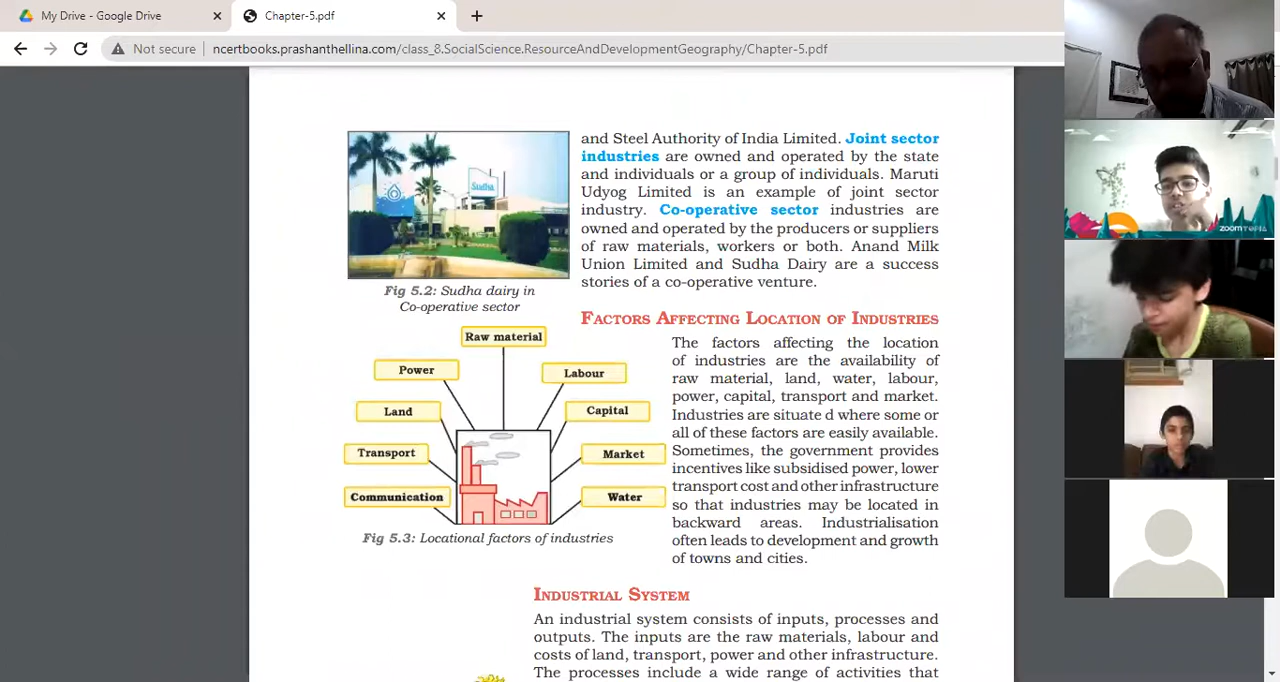 My Drive - Google Drive
Chapter-5.pdf
Not secure
ncertbooks.prashanthellina.com/class_8.SocialScience.ResourceAndDevelopmentGeography/Chapter-5.pdf
Sudha
Fig 5.2: Sudha dairy in
Co-operative sector
and Steel Authority of India Limited. Joint sector
industries are owned and operated by the state
and individuals or a group of individuals. Maruti
Udyog Limited is an example of joint sector
industry. Co-operative sector industries are
owned and operated by the producers or suppliers
of raw materials, workers or both. Anand Milk
Union Limited and Sudha Dairy are a success
stories of a co-operative venture.
FACTORS AFFECTING LOCATION OF INDUSTRIES
Raw material
Power
Labour
Land
Capital
Transport
Market
Communication
Water
Fig 5.3: Locational factors of industries
The factors affecting the location
of industries are the availability of
raw material, land, water, labour,
power, capital, transport and market.
Industries are situate d where some or
all of these factors are easily available.
Sometimes, the government provides
incentives like subsidised power, lower
transport cost and other infrastructure
so that industries may be located in
backward areas. Industrialisation
often leads to development and growth
of towns and cities.
INDUSTRIAL SYSTEM
An industrial system consists of inputs, processes and
outputs. The inputs are the raw materials, labour and
costs of land, transport, power and other infrastructure.
The processes include a wide range of activities that
ZOOMTOPIA